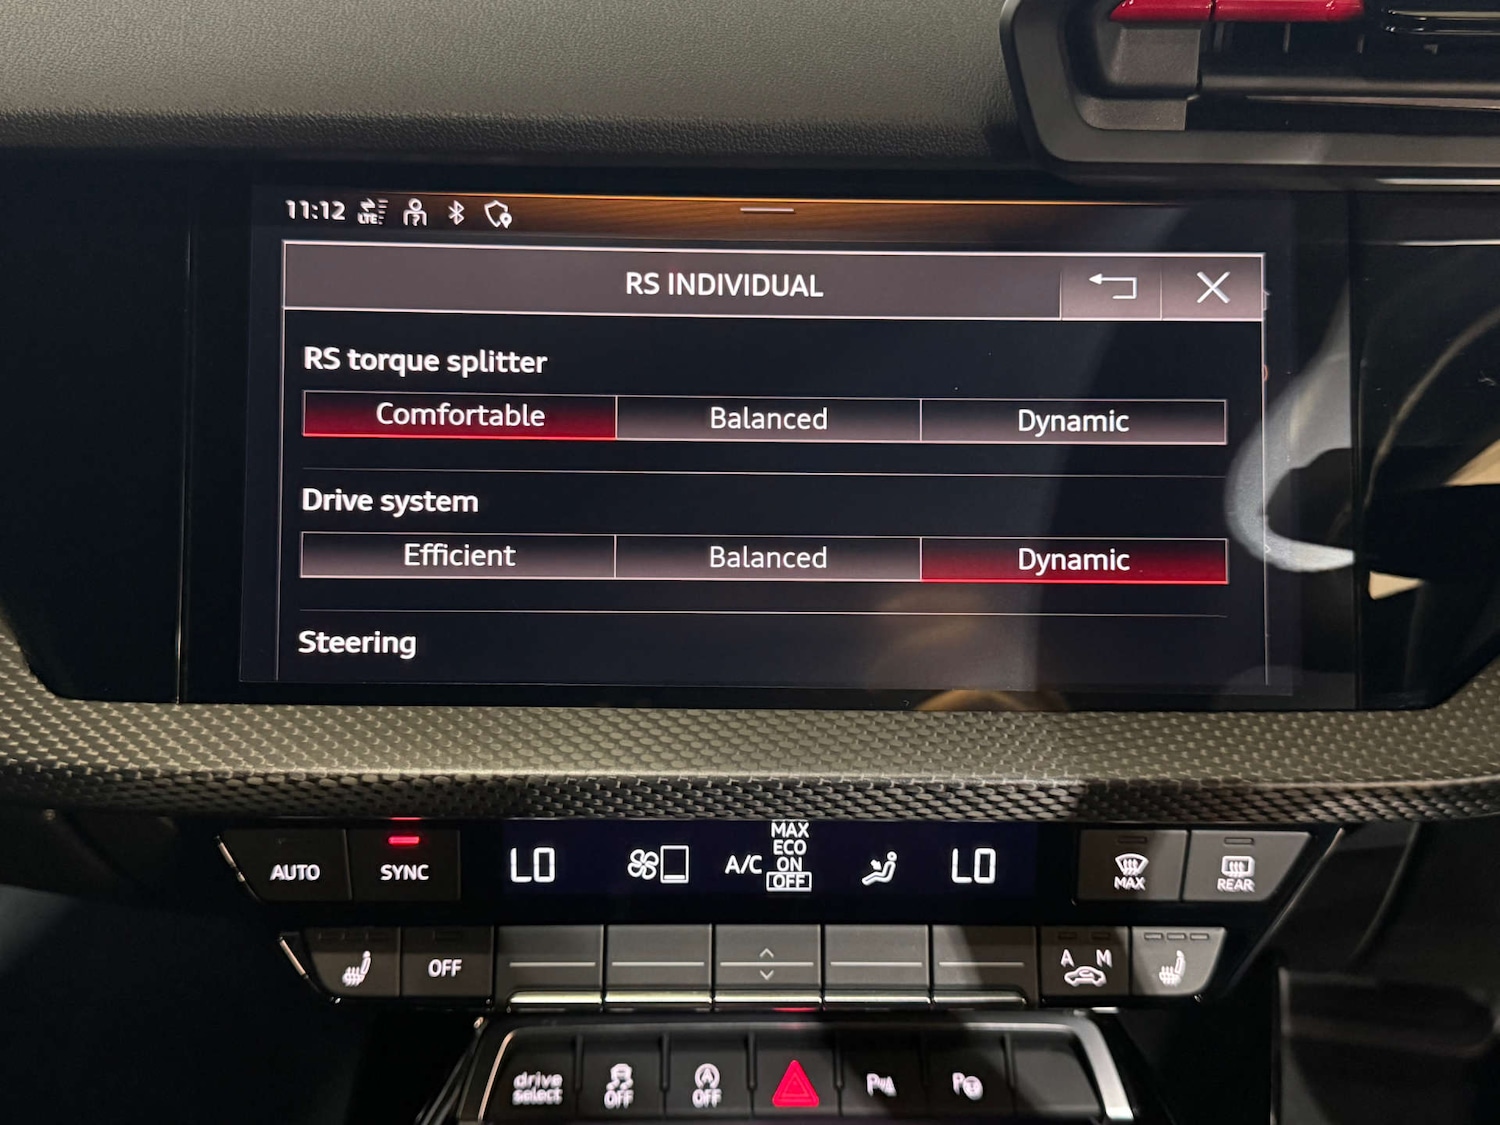 11:12 LTE
RS INDIVIDUAL
RS torque splitter
Comfortable Balanced Dynamic
Drive system
Efficient Balanced Dynamic
Steering
AUTO SYNC LO A/C MAX ECO ON OFF LO MAX REAR
OFF A M
drive select OFF OFF P P